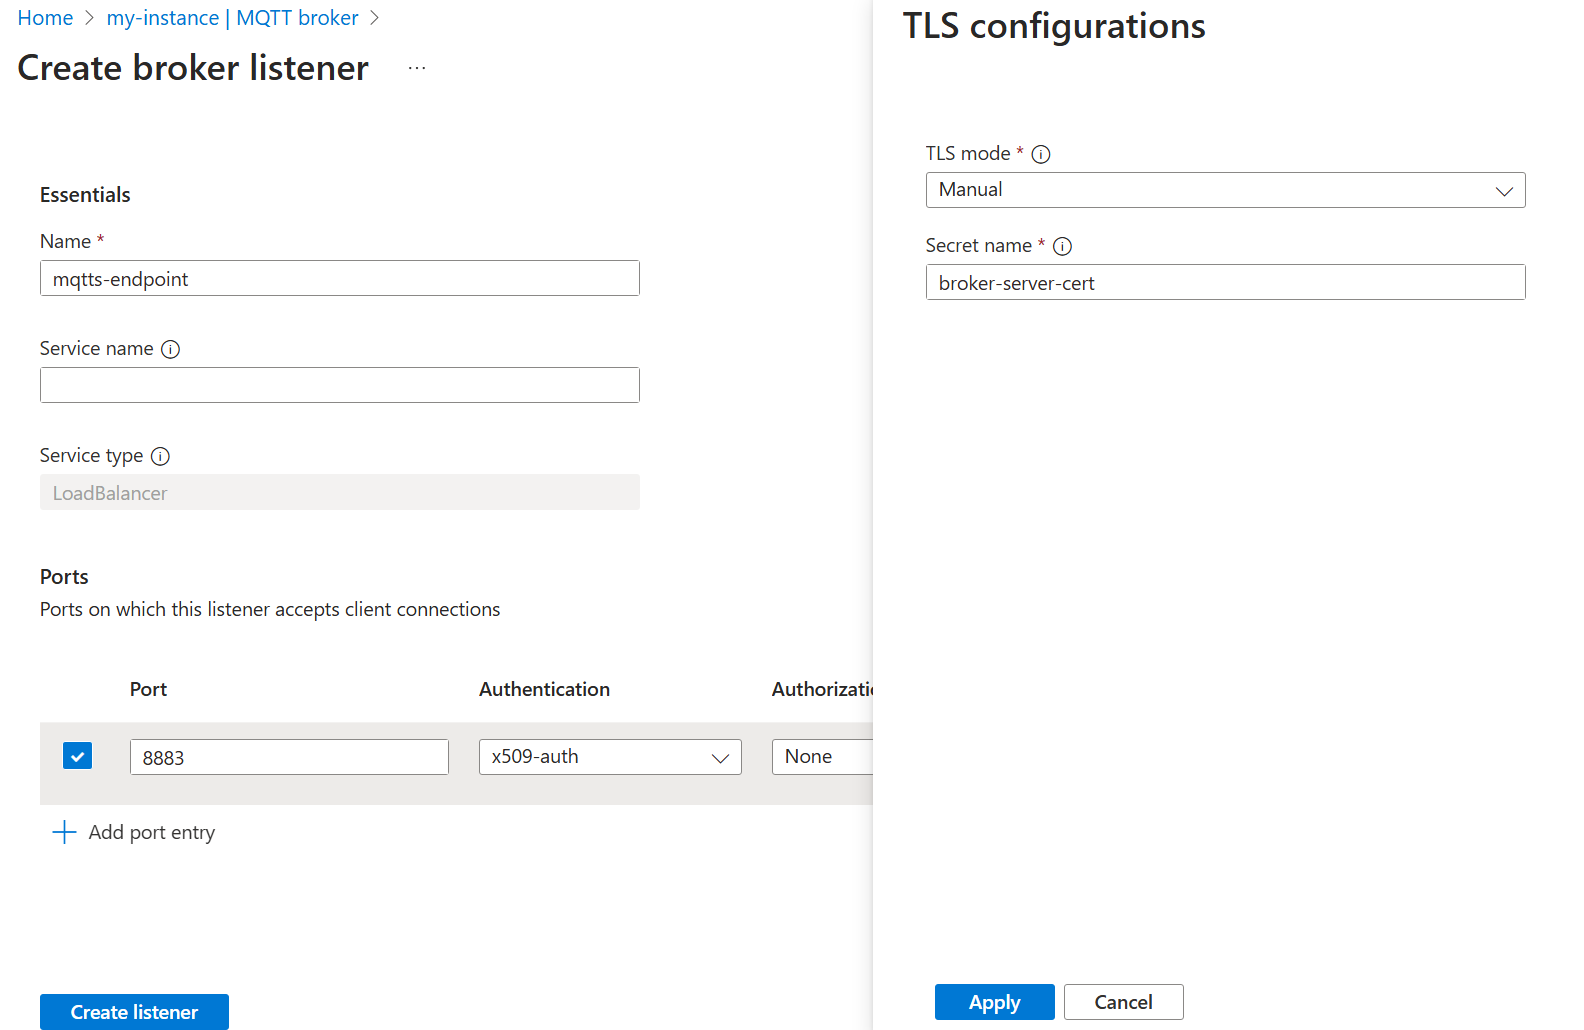 Home > my-instance | MQTT broker >
Create broker listener ...
Essentials
Name *
mqtts-endpoint
Service name
Service type
LoadBalancer
Ports
Ports on which this listener accepts client connections
Port Authentication Authorizatio
8883 x509-auth None
Add port entry
Create listener
TLS configurations
TLS mode *
Manual
Secret name *
broker-server-cert
Apply Cancel